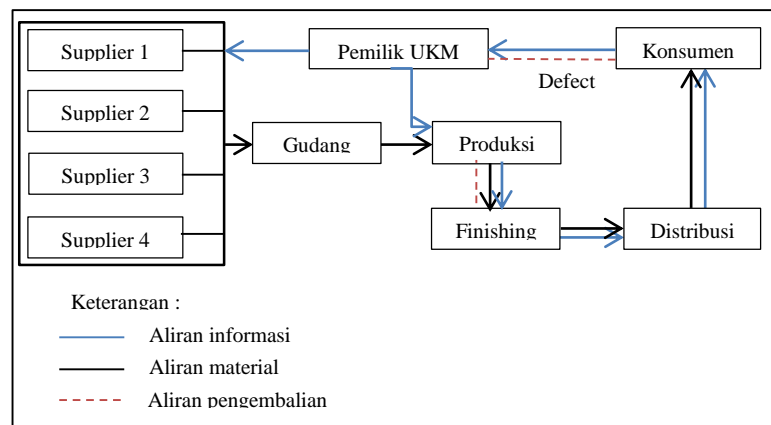 Supplier 1
Pemilik UKM
Konsumen
Defect
Supplier 2
Gudang
Produksi
Supplier 3
Supplier 4
Finishing
Distribusi
Keterangan :
Aliran informasi
Aliran material
Aliran pengembalian